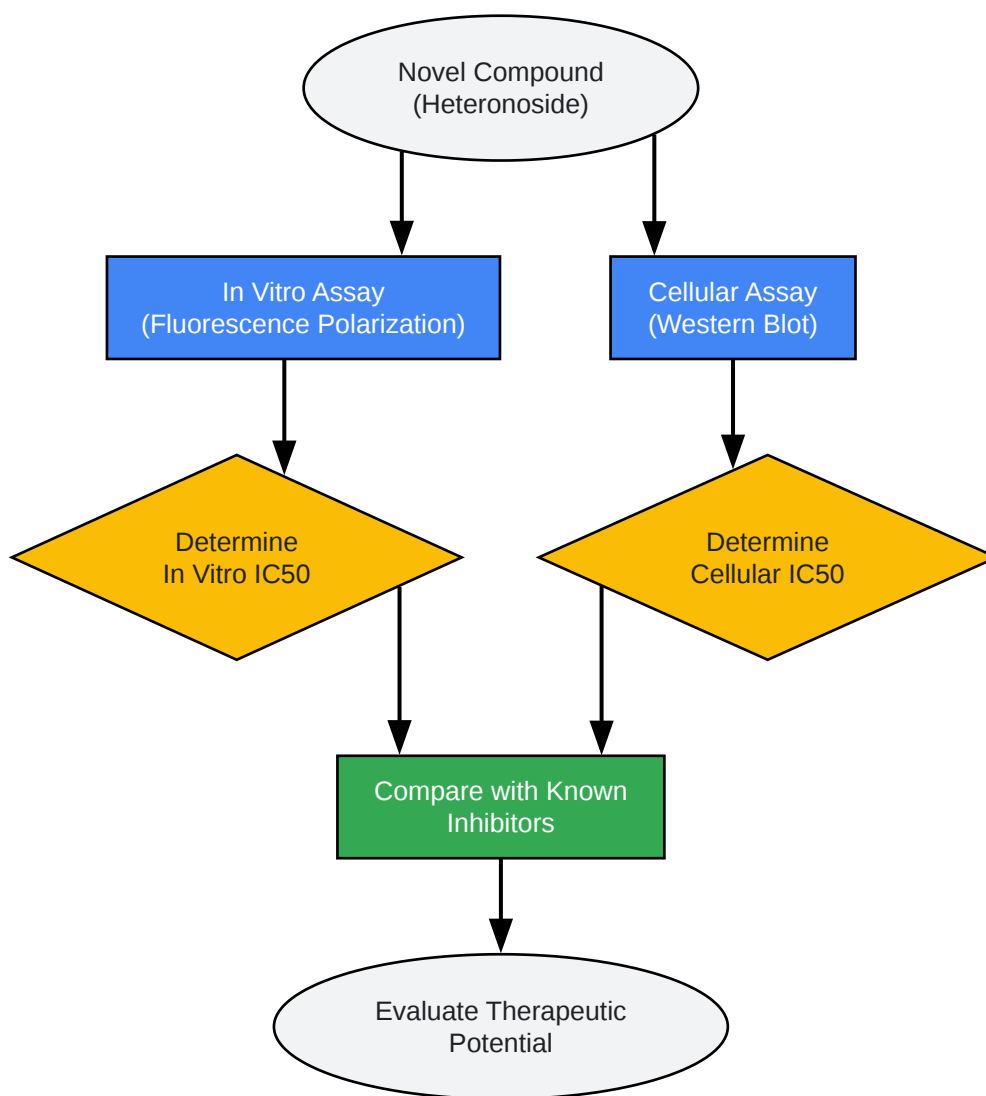 Novel Compound
(Heteronoside)
In Vitro Assay
(Fluorescence Polarization)
Cellular Assay
(Western Blot)
Determine
In Vitro IC50
Determine
Cellular IC50
Compare with Known
Inhibitors
Evaluate Therapeutic
Potential